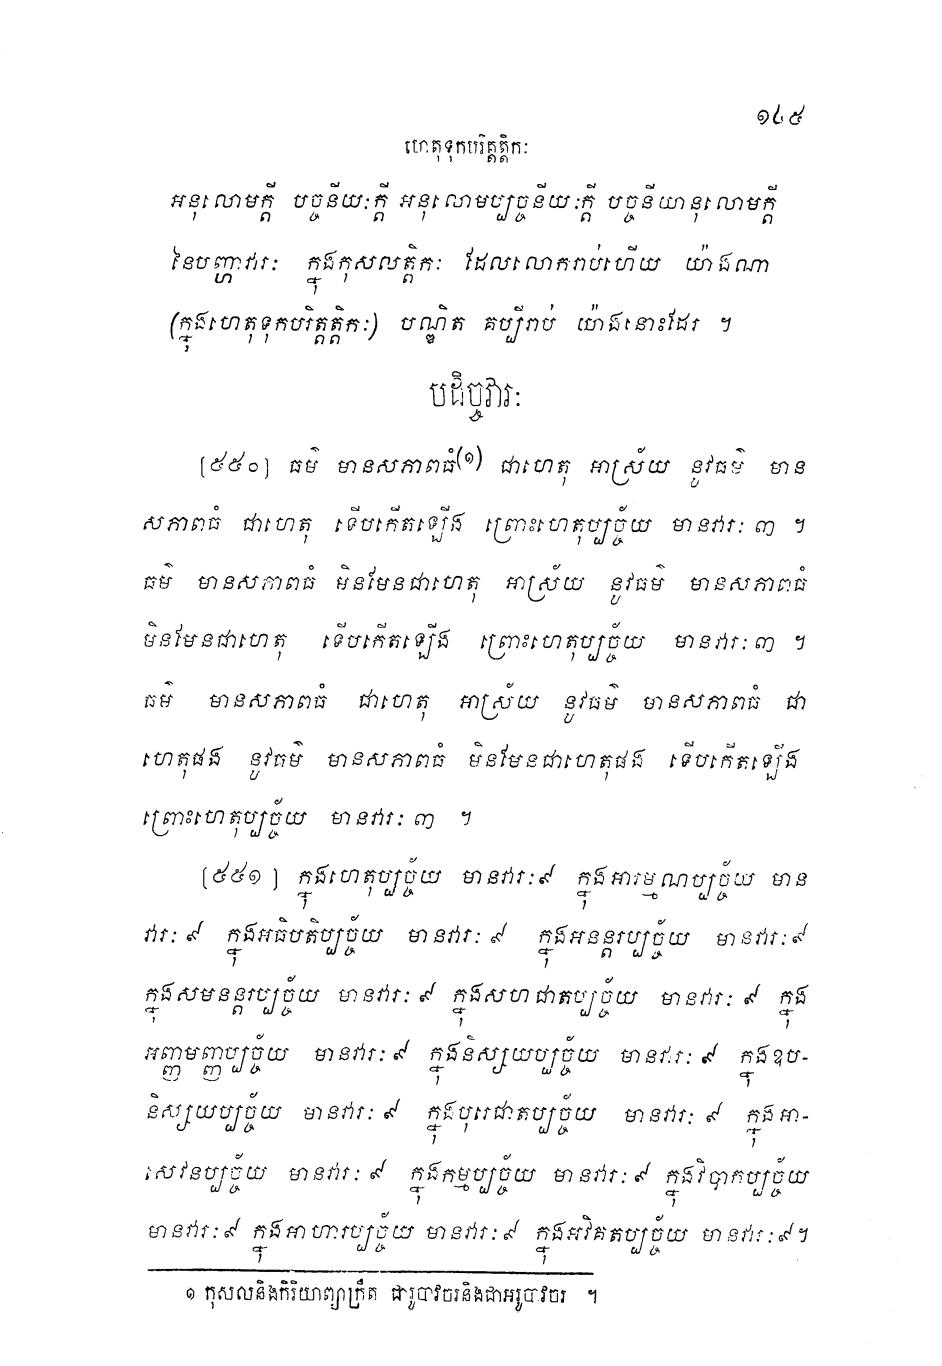 ១៤៥
ហេតុទុកបរិត្តត្តិកៈ
អនុលោមក្តី បច្ចនីយៈក្តី អនុលោមប្បច្ចនីយៈក្តី បច្ចនីយានុលោមក្តី
នៃបញ្ហាវារៈ ក្នុងកុសលត្តិកៈ ដែលលោករាប់ហើយ យ៉ាងណា
(ក្នុងហេតុទុកបរិត្តត្តិកៈ) បណ្ឌិត គប្បីរាប់ យ៉ាងនោះដែរ ។
បដិច្ចវារៈ
[៥៥០] ធម៌ មានសភាពធំ(១) ជាហេតុ អាស្រ័យ នូវធម៌ មាន
សភាពធំ ជាហេតុ ទើបកើតឡើង ព្រោះហេតុប្បច្ច័យ មានវារៈ ៣ ។
ធម៌ មានសភាពធំ មិនមែនជាហេតុ អាស្រ័យ នូវធម៌ មានសភាពធំ
មិនមែនជាហេតុ ទើបកើតឡើង ព្រោះហេតុប្បច្ច័យ មានវារៈ ៣ ។
ធម៌ មានសភាពធំ ជាហេតុ អាស្រ័យ នូវធម៌ មានសភាពធំ ជា
ហេតុផង នូវធម៌ មានសភាពធំ មិនមែនជាហេតុផង ទើបកើតឡើង
ព្រោះហេតុប្បច្ច័យ មានវារៈ ៣ ។
[៥៥១] ក្នុងហេតុប្បច្ច័យ មានវារៈ ៩ ក្នុងអារម្មណប្បច្ច័យ មាន
វារៈ ៩ ក្នុងអធិបតិប្បច្ច័យ មានវារៈ ៩ ក្នុងអនន្តរប្បច្ច័យ មានវារៈ ៩
ក្នុងសមនន្តរប្បច្ច័យ មានវារៈ ៩ ក្នុងសហជាតប្បច្ច័យ មានវារៈ ៩ ក្នុង
អញ្ញមញ្ញប្បច្ច័យ មានវារៈ ៩ ក្នុងនិស្សយប្បច្ច័យ មានវារៈ ៩ ក្នុងឧប-
និស្សយប្បច្ច័យ មានវារៈ ៩ ក្នុងបុរេជាតប្បច្ច័យ មានវារៈ ៩ ក្នុងអា-
សេវនប្បច្ច័យ មានវារៈ ៩ ក្នុងកម្មប្បច្ច័យ មានវារៈ ៩ ក្នុងវិបាកប្បច្ច័យ
មានវារៈ ៩ ក្នុងអាហារប្បច្ច័យ មានវារៈ ៩ ក្នុងអវិគតប្បច្ច័យ មានវារៈ ៩ ។
១ កុសលនិងកិរិយាព្យាក្រឹត ជារូបាវចរនិងជាអរូបាវចរ ។